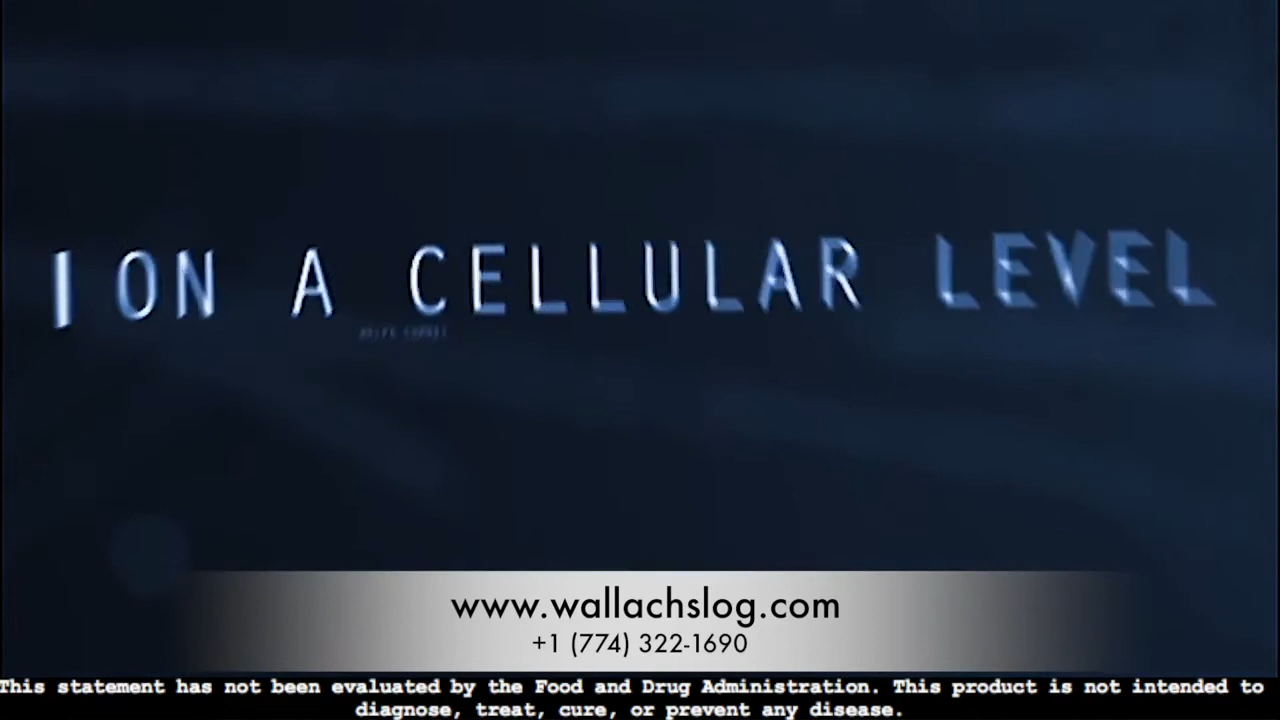 ON A CELLULAR LEVEL
www.wallachslog.com
+1 (774) 322-1690
This statement has not been evaluated by the Food and Drug Administration. This product is not intended to
diagnose, treat, cure, or prevent any disease.